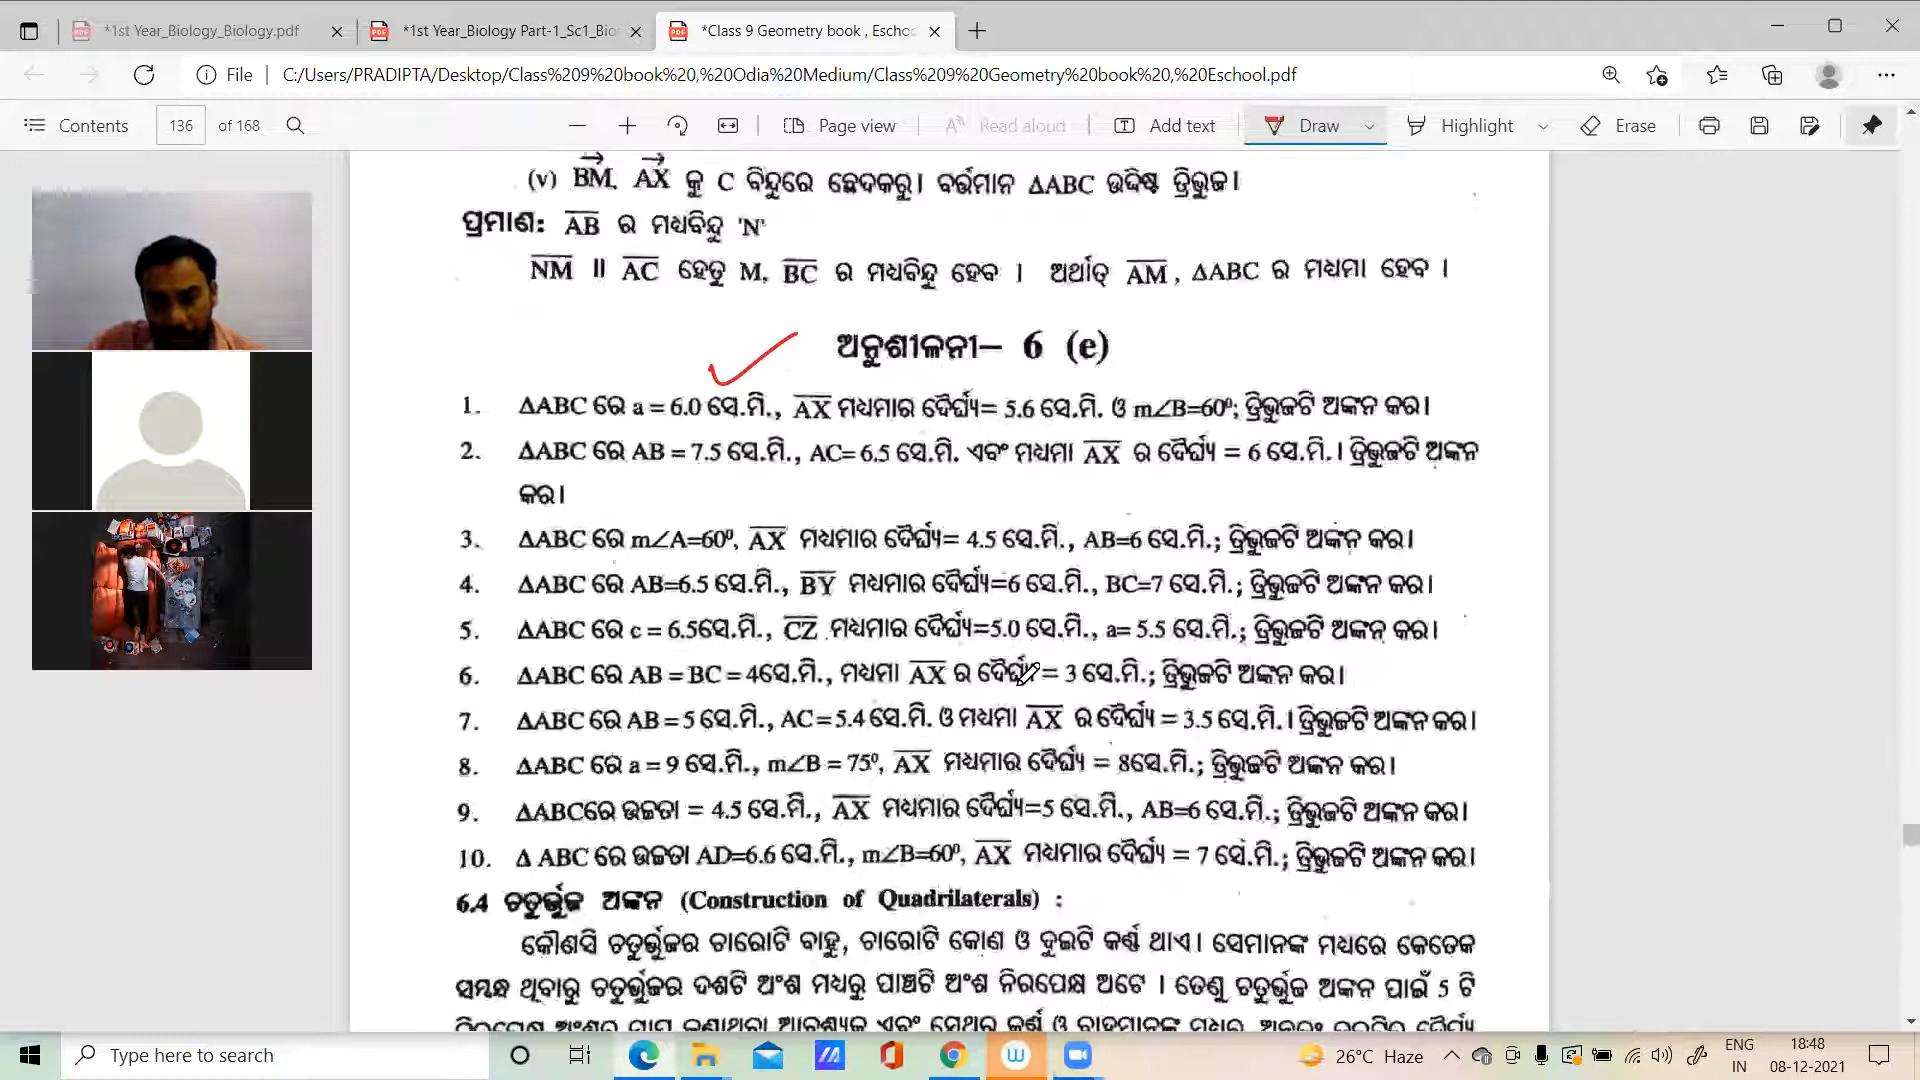 *1st Year_Biology_Biology.pdf
*1st Year_Biology Part-1_Sc1_Bio
*Class 9 Geometry book , Escho
File C:/Users/PRADIPTA/Desktop/Class%209%20book%20,%20Odia%20Medium/Class%209%20Geometry%20book%20,%20Eschool.pdf
Contents 136 of 168 Page view Read aloud Add text Draw Highlight Erase
(v) BM, AX କୁ C ବିନ୍ଦୁରେ ଛେଦକରୁ। ବର୍ତ୍ତମାନ ΔABC ଉଦ୍ଦିଷ୍ଟ ତ୍ରିଭୁଜ।
ପ୍ରମାଣ: AB ର ମଧ୍ୟବିନ୍ଦୁ 'N'
NM || AC ହେତୁ M, BC ର ମଧ୍ୟବିନ୍ଦୁ ହେବ । ଅର୍ଥାତ୍ AM, ΔABC ର ମଧ୍ୟମା ହେବ ।
ଅନୁଶୀଳନୀ– 6 (e)
1. ΔABC ରେ a = 6.0 ସେ.ମି., AX ମଧ୍ୟମାର ଦୈର୍ଘ୍ୟ= 5.6 ସେ.ମି. ଓ m∠B=60⁰; ତ୍ରିଭୁଜଟି ଅଙ୍କନ କର।
2. ΔABC ରେ AB = 7.5 ସେ.ମି., AC= 6.5 ସେ.ମି. ଏବଂ ମଧ୍ୟମା AX ର ଦୈର୍ଘ୍ୟ = 6 ସେ.ମି.। ତ୍ରିଭୁଜଟି ଅଙ୍କନ
କର।
3. ΔABC ରେ m∠A=60⁰, AX ମଧ୍ୟମାର ଦୈର୍ଘ୍ୟ= 4.5 ସେ.ମି., AB=6 ସେ.ମି.; ତ୍ରିଭୁଜଟି ଅଙ୍କନ କର।
4. ΔABC ରେ AB=6.5 ସେ.ମି., BY ମଧ୍ୟମାର ଦୈର୍ଘ୍ୟ=6 ସେ.ମି., BC=7 ସେ.ମି.; ତ୍ରିଭୁଜଟି ଅଙ୍କନ କର।
5. ΔABC ରେ c = 6.5ସେ.ମି., CZ ମଧ୍ୟମାର ଦୈର୍ଘ୍ୟ=5.0 ସେ.ମି., a= 5.5 ସେ.ମି.; ତ୍ରିଭୁଜଟି ଅଙ୍କନ କର।
6. ΔABC ରେ AB = BC = 4ସେ.ମି., ମଧ୍ୟମା AX ର ଦୈର୍ଘ୍ୟ= 3 ସେ.ମି.; ତ୍ରିଭୁଜଟି ଅଙ୍କନ କର।
7. ΔABC ରେ AB = 5 ସେ.ମି., AC = 5.4 ସେ.ମି. ଓ ମଧ୍ୟମା AX ର ଦୈର୍ଘ୍ୟ = 3.5 ସେ.ମି.। ତ୍ରିଭୁଜଟି ଅଙ୍କନ କର।
8. ΔABC ରେ a = 9 ସେ.ମି., m∠B = 75⁰, AX ମଧ୍ୟମାର ଦୈର୍ଘ୍ୟ = 8ସେ.ମି.; ତ୍ରିଭୁଜଟି ଅଙ୍କନ କର।
9. ΔABCରେ ଉଚ୍ଚତା = 4.5 ସେ.ମି., AX ମଧ୍ୟମାର ଦୈର୍ଘ୍ୟ=5 ସେ.ମି., AB=6 ସେ.ମି.; ତ୍ରିଭୁଜଟି ଅଙ୍କନ କର।
10. Δ ABC ରେ ଉଚ୍ଚତା AD=6.6 ସେ.ମି., m∠B=60⁰, AX ମଧ୍ୟମାର ଦୈର୍ଘ୍ୟ = 7 ସେ.ମି.; ତ୍ରିଭୁଜଟି ଅଙ୍କନ କର।
6.4 ଚତୁର୍ଭୁଜ ଅଙ୍କନ (Construction of Quadrilaterals) :
କୌଣସି ଚତୁର୍ଭୁଜର ଚାରୋଟି ବାହୁ, ଚାରୋଟି କୋଣ ଓ ଦୁଇଟି କର୍ଣ୍ଣ ଥାଏ। ସେମାନଙ୍କ ମଧ୍ୟରେ କେତେକ
ସମ୍ବନ୍ଧ ଥିବାରୁ ଚତୁର୍ଭୁଜର ଦଶଟି ଅଂଶ ମଧ୍ୟରୁ ପାଞ୍ଚଟି ଅଂଶ ନିରପେକ୍ଷ ଅଟେ । ତେଣୁ ଚତୁର୍ଭୁଜ ଅଙ୍କନ ପାଇଁ 5 ଟି
Type here to search
26°C Haze
ENG
IN
18:48
08-12-2021